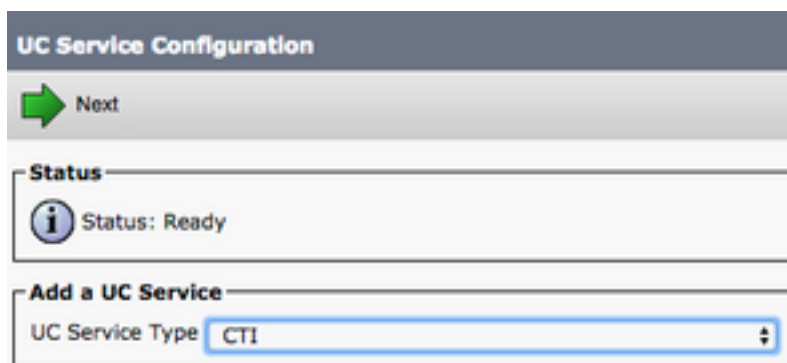 UC Service Configuration
Next
Status
Status: Ready
Add a UC Service
UC Service Type CTI